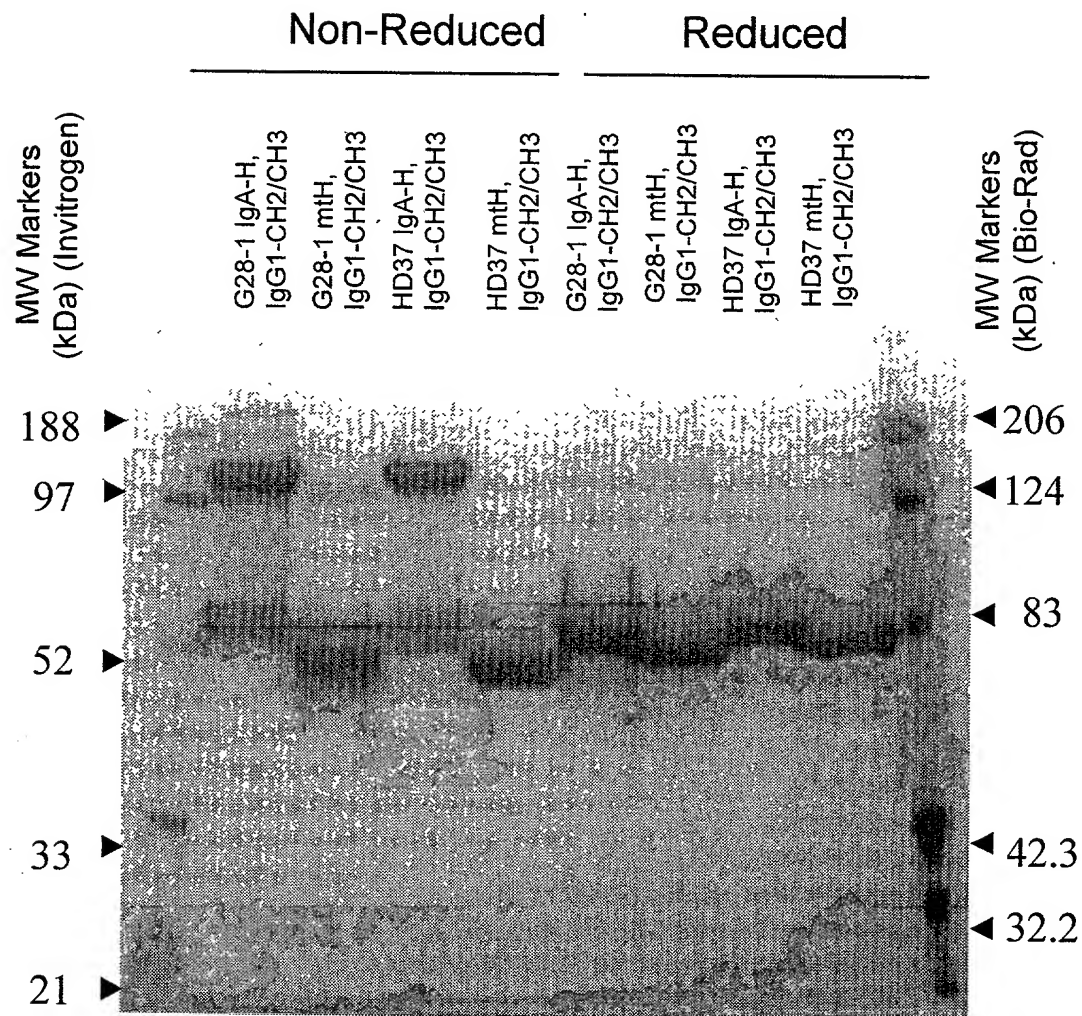 Non-Reduced
Reduced
MW Markers
(kDa) (Invitrogen)
G28-1 IgA-H,
IgG1-CH2/CH3
G28-1 mtH,
IgG1-CH2/CH3
HD37 IgA-H,
IgG1-CH2/CH3
HD37 mtH,
IgG1-CH2/CH3
G28-1 IgA-H,
IgG1-CH2/CH3
G28-1 mtH,
IgG1-CH2/CH3
HD37 IgA-H,
IgG1-CH2/CH3
HD37 mtH,
IgG1-CH2/CH3
MW Markers
(kDa) (Bio-Rad)
188
97
52
33
21
206
124
83
42.3
32.2